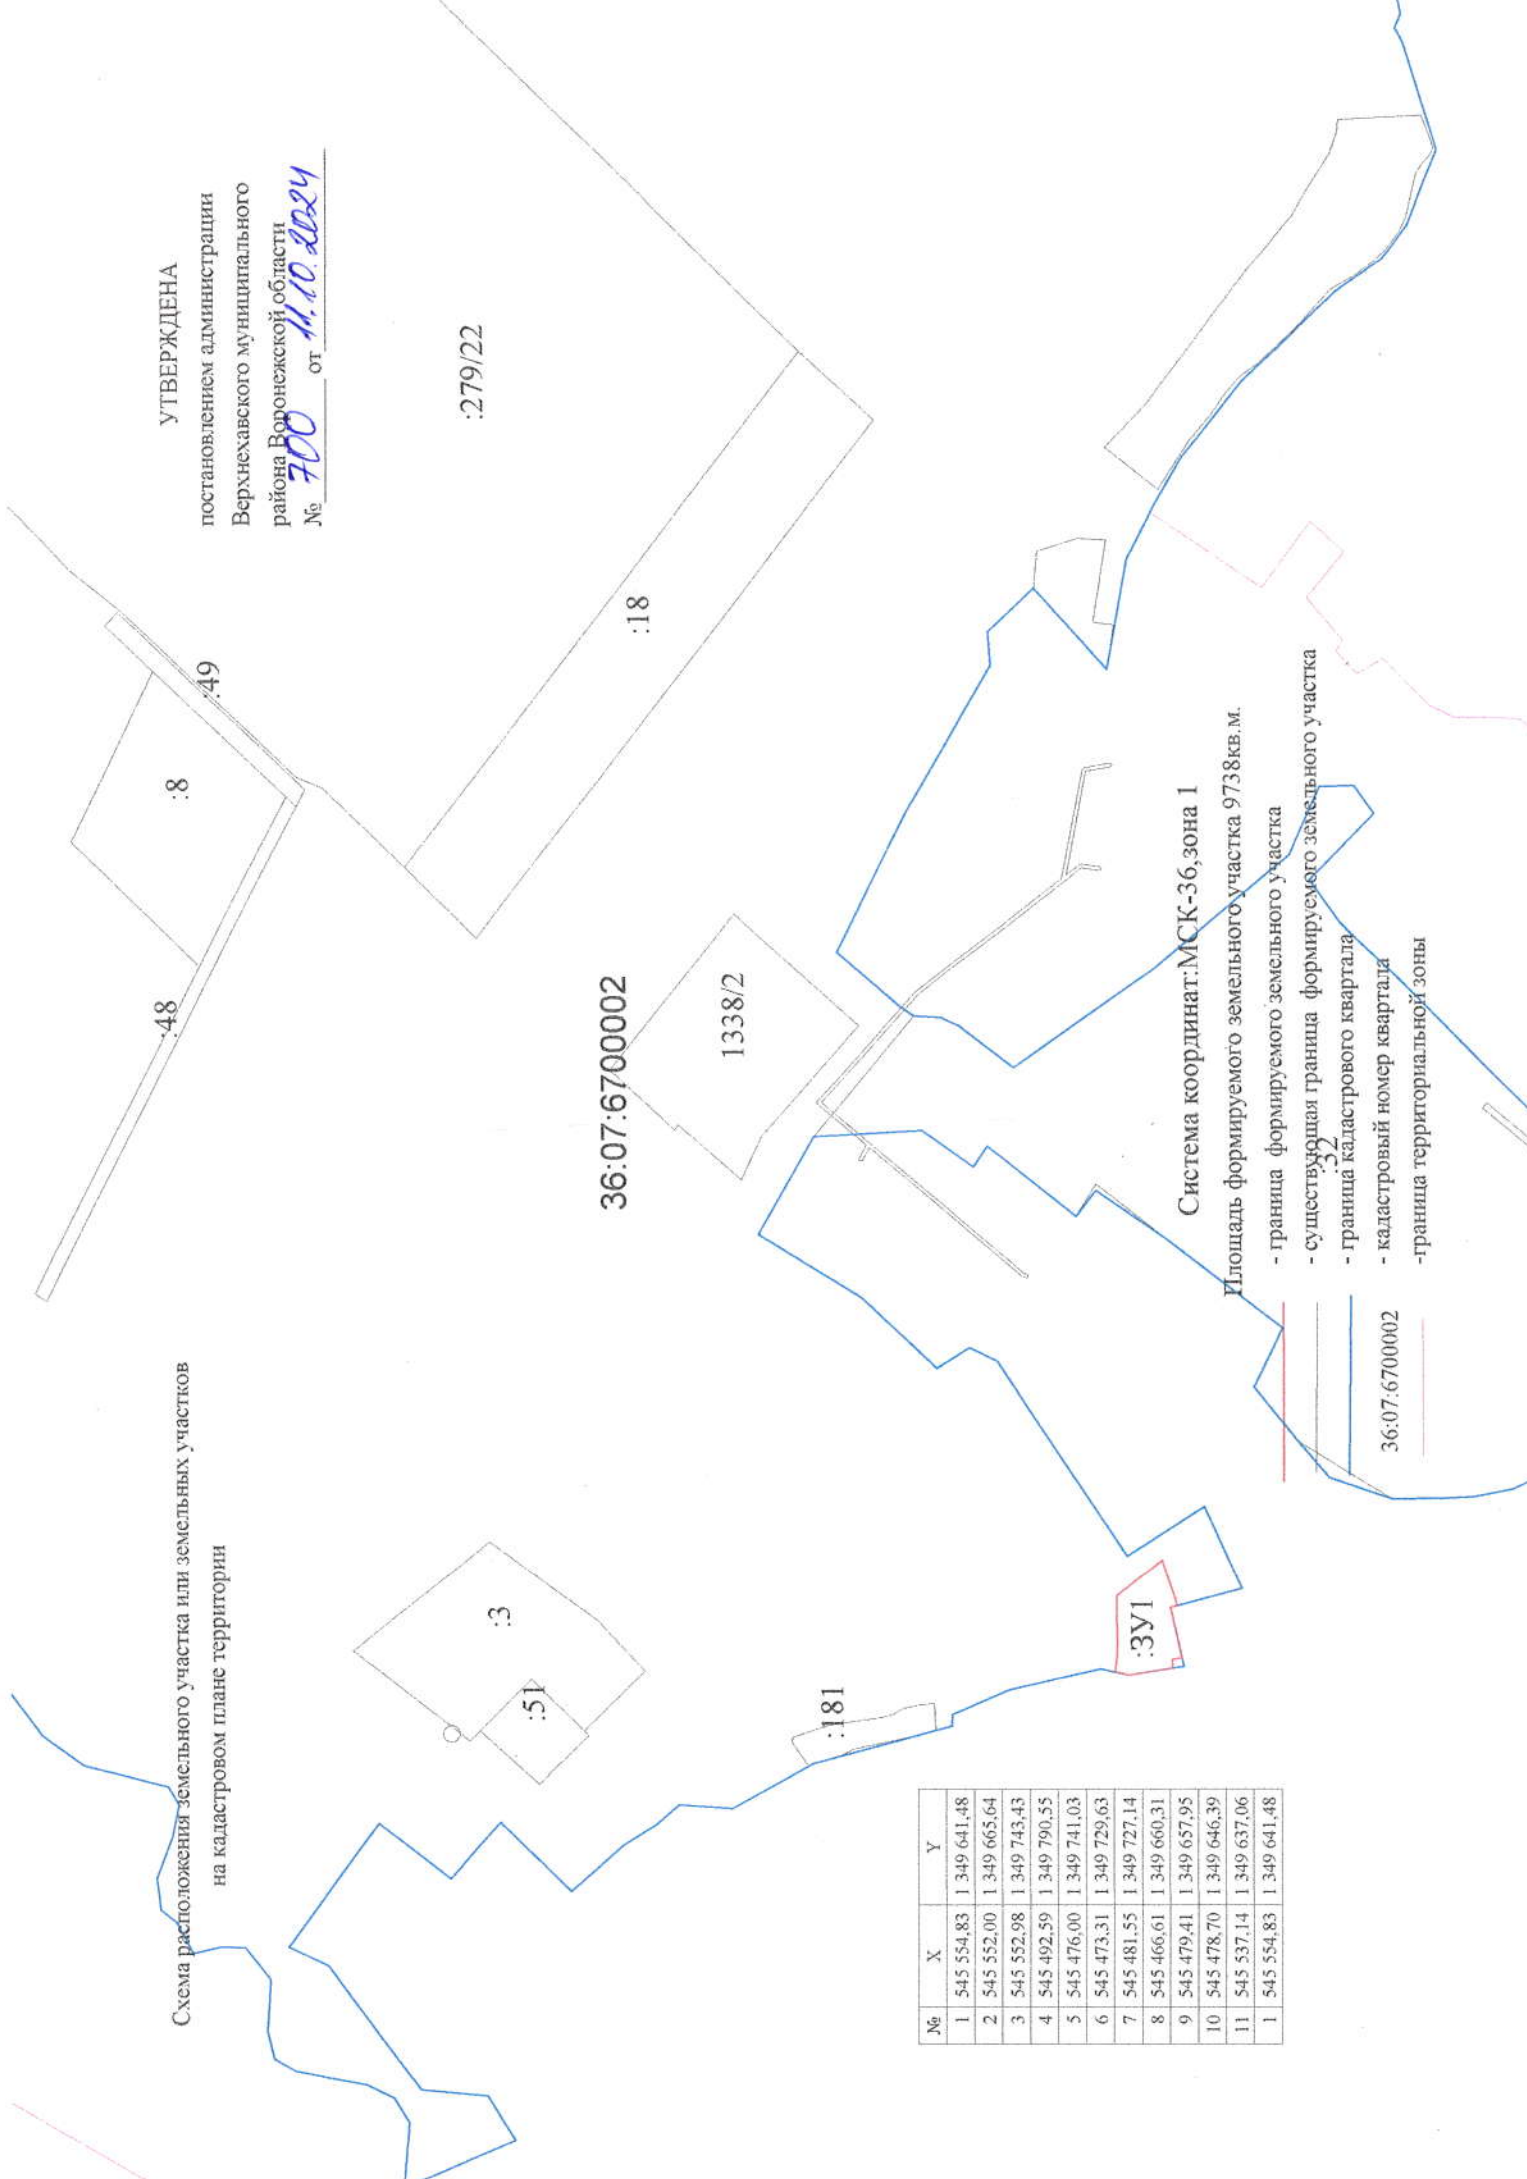 Схема расположения земельного участка или земельных участков
на кадастровом плане территории
УТВЕРЖДЕНА
постановлением администрации
Верхнехавского муниципального
района Воронежской области
№ 700 от 11.10.2024
:48
:8
:49
:279/22
:18
:3
:51
36:07:6700002
1338/2
:181
:ЗУ1
№ X Y
1 545 554,83 1 349 641,48
2 545 552,00 1 349 665,64
3 545 552,98 1 349 743,43
4 545 492,59 1 349 790,55
5 545 476,00 1 349 741,03
6 545 473,31 1 349 729,63
7 545 481,55 1 349 727,14
8 545 466,61 1 349 660,31
9 545 479,41 1 349 657,95
10 545 478,70 1 349 646,39
11 545 537,14 1 349 637,06
1 545 554,83 1 349 641,48
Система координат:МСК-36,зона 1
Площадь формируемого земельного участка 9738кв.м.
- граница формируемого земельного участка
- существующая граница формируемого земельного участка
:32
- граница кадастрового квартала
36:07:6700002 - кадастровый номер квартала
-граница территориальной зоны